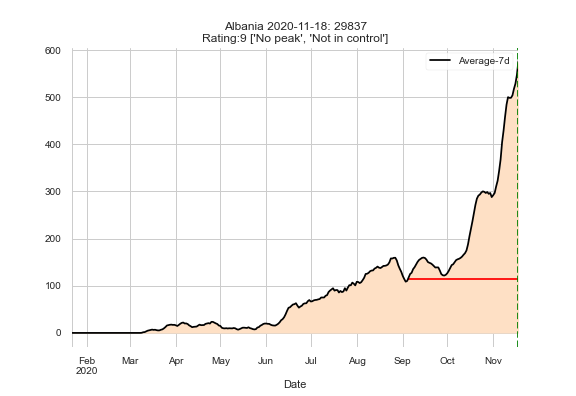 Albania 2020-11-18: 29837
Rating:9 ['No peak', 'Not in control']
Average-7d
600
500
400
300
200
100
0
Feb Mar Apr May Jun Jul Aug Sep Oct Nov
2020
Date